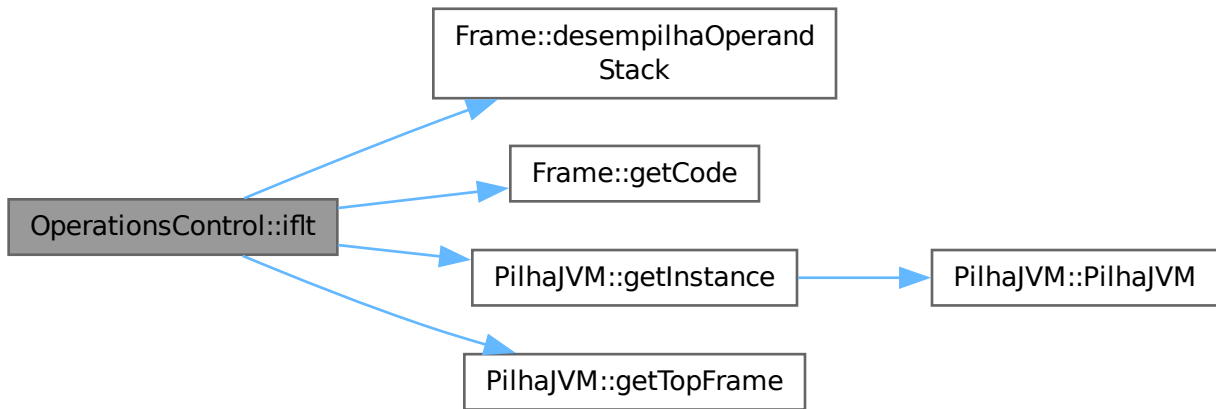 Frame::desempilhaOperand
Stack
Frame::getCode
OperationsControl::iflt
PilhaJVM::getInstance
PilhaJVM::PilhaJVM
PilhaJVM::getTopFrame